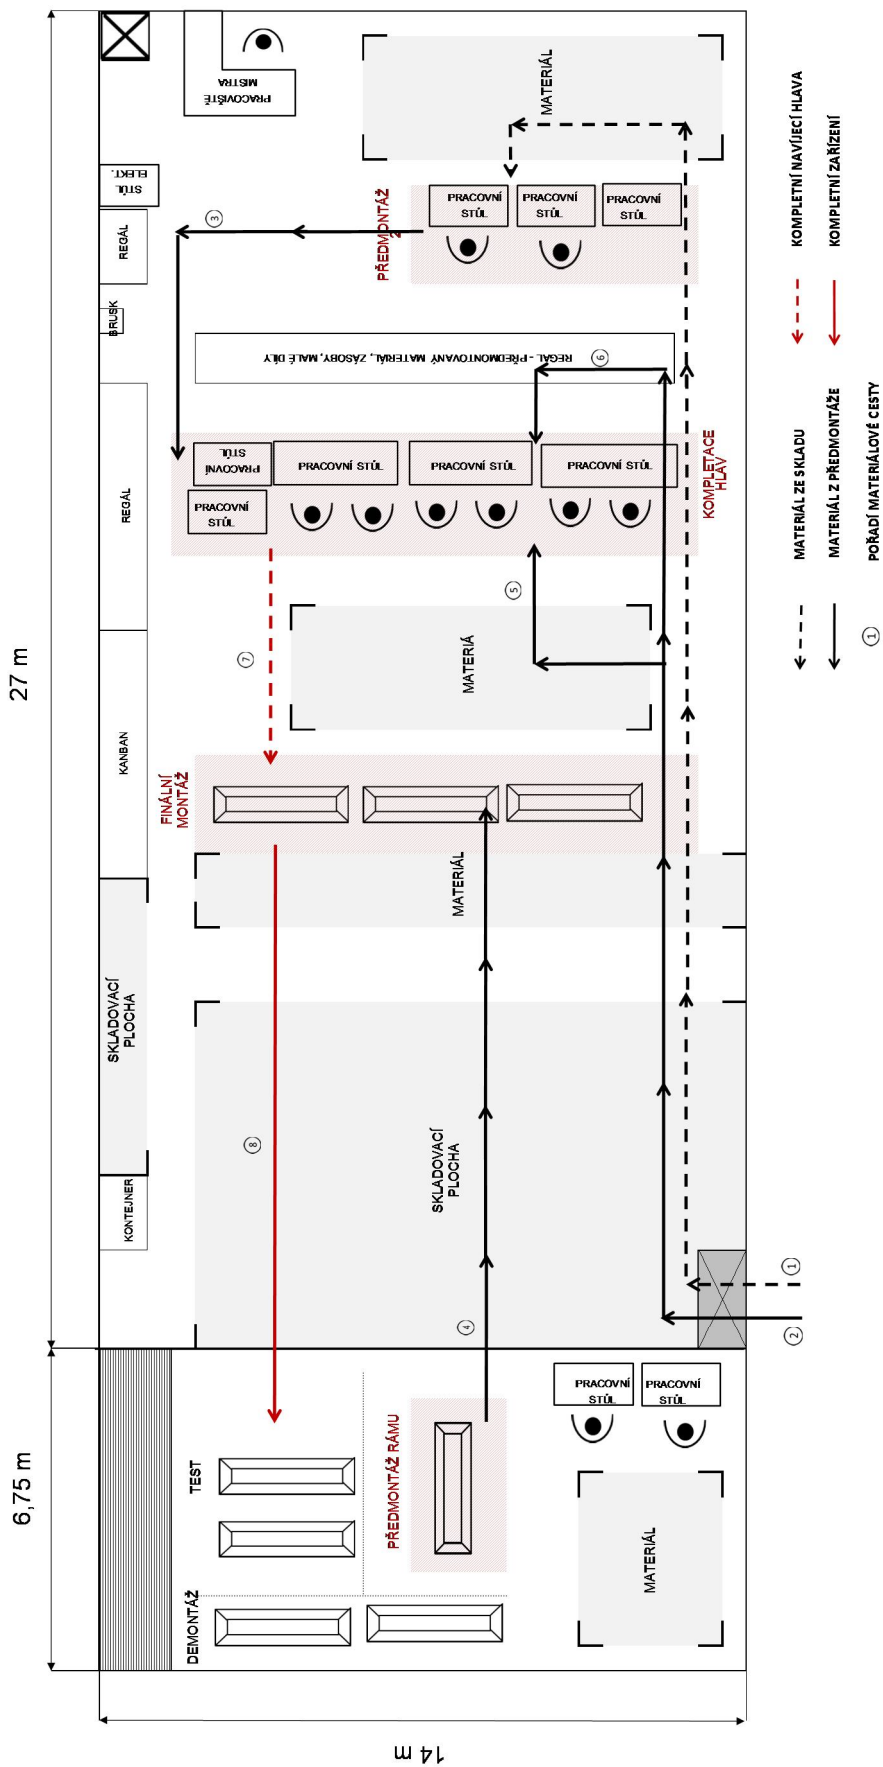 27 m
6,75 m
14 m
PRACOVIŠTĚ
MISTRA
STŮL
ELEKT.
REGÁL
BRUSK
REGÁL
KANBAN
SKLADOVACÍ
PLOCHA
KONTEJNER
MATERIÁL
PŘEDMONTÁŽ
2
PRACOVNÍ
STŮL
PRACOVNÍ
STŮL
PRACOVNÍ
STŮL
3
REGÁL - PŘEDMONTOVANÝ MATERIÁL, ZÁSOBY, MALÉ DÍLY
6
PRACOVNÍ
STŮL
PRACOVNÍ
STŮL
PRACOVNÍ STŮL
PRACOVNÍ STŮL
PRACOVNÍ STŮL
KOMPLETACE
HLAV
5
7
MATERIÁ
FINÁLNÍ
MONTÁŽ
MATERIÁL
8
SKLADOVACÍ
PLOCHA
4
1
2
TEST
DEMONTÁŽ
PŘEDMONTÁŽ RÁMU
PRACOVNÍ
STŮL
PRACOVNÍ
STŮL
MATERIÁL
MATERIÁL ZE SKLADU
MATERIÁL Z PŘEDMONTÁŽE
1
POŘADÍ MATERIÁLOVÉ CESTY
KOMPLETNÍ NAVÍJECÍ HLAVA
KOMPLETNÍ ZAŘÍZENÍ